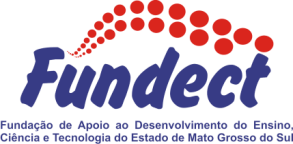 Fundect
Fundação de Apoio ao Desenvolvimento do Ensino,
Ciência e Tecnologia do Estado de Mato Grosso do Sul